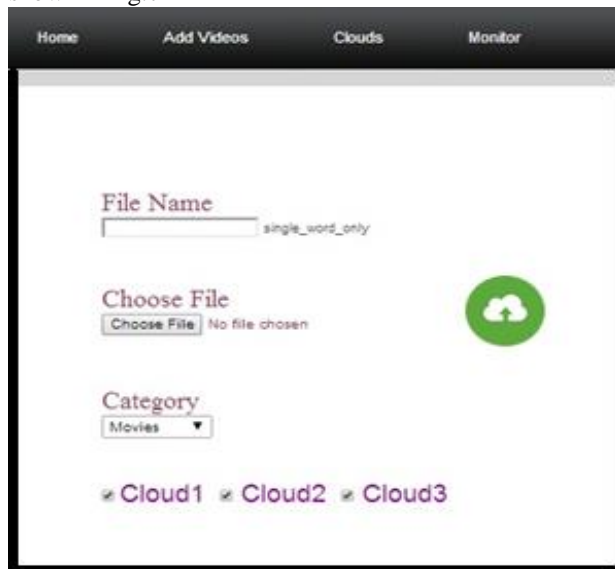 Home Add Videos Clouds Monitor
File Name
single_word_only
Choose File
Choose File No file chosen
Category
Movies
Cloud1 Cloud2 Cloud3